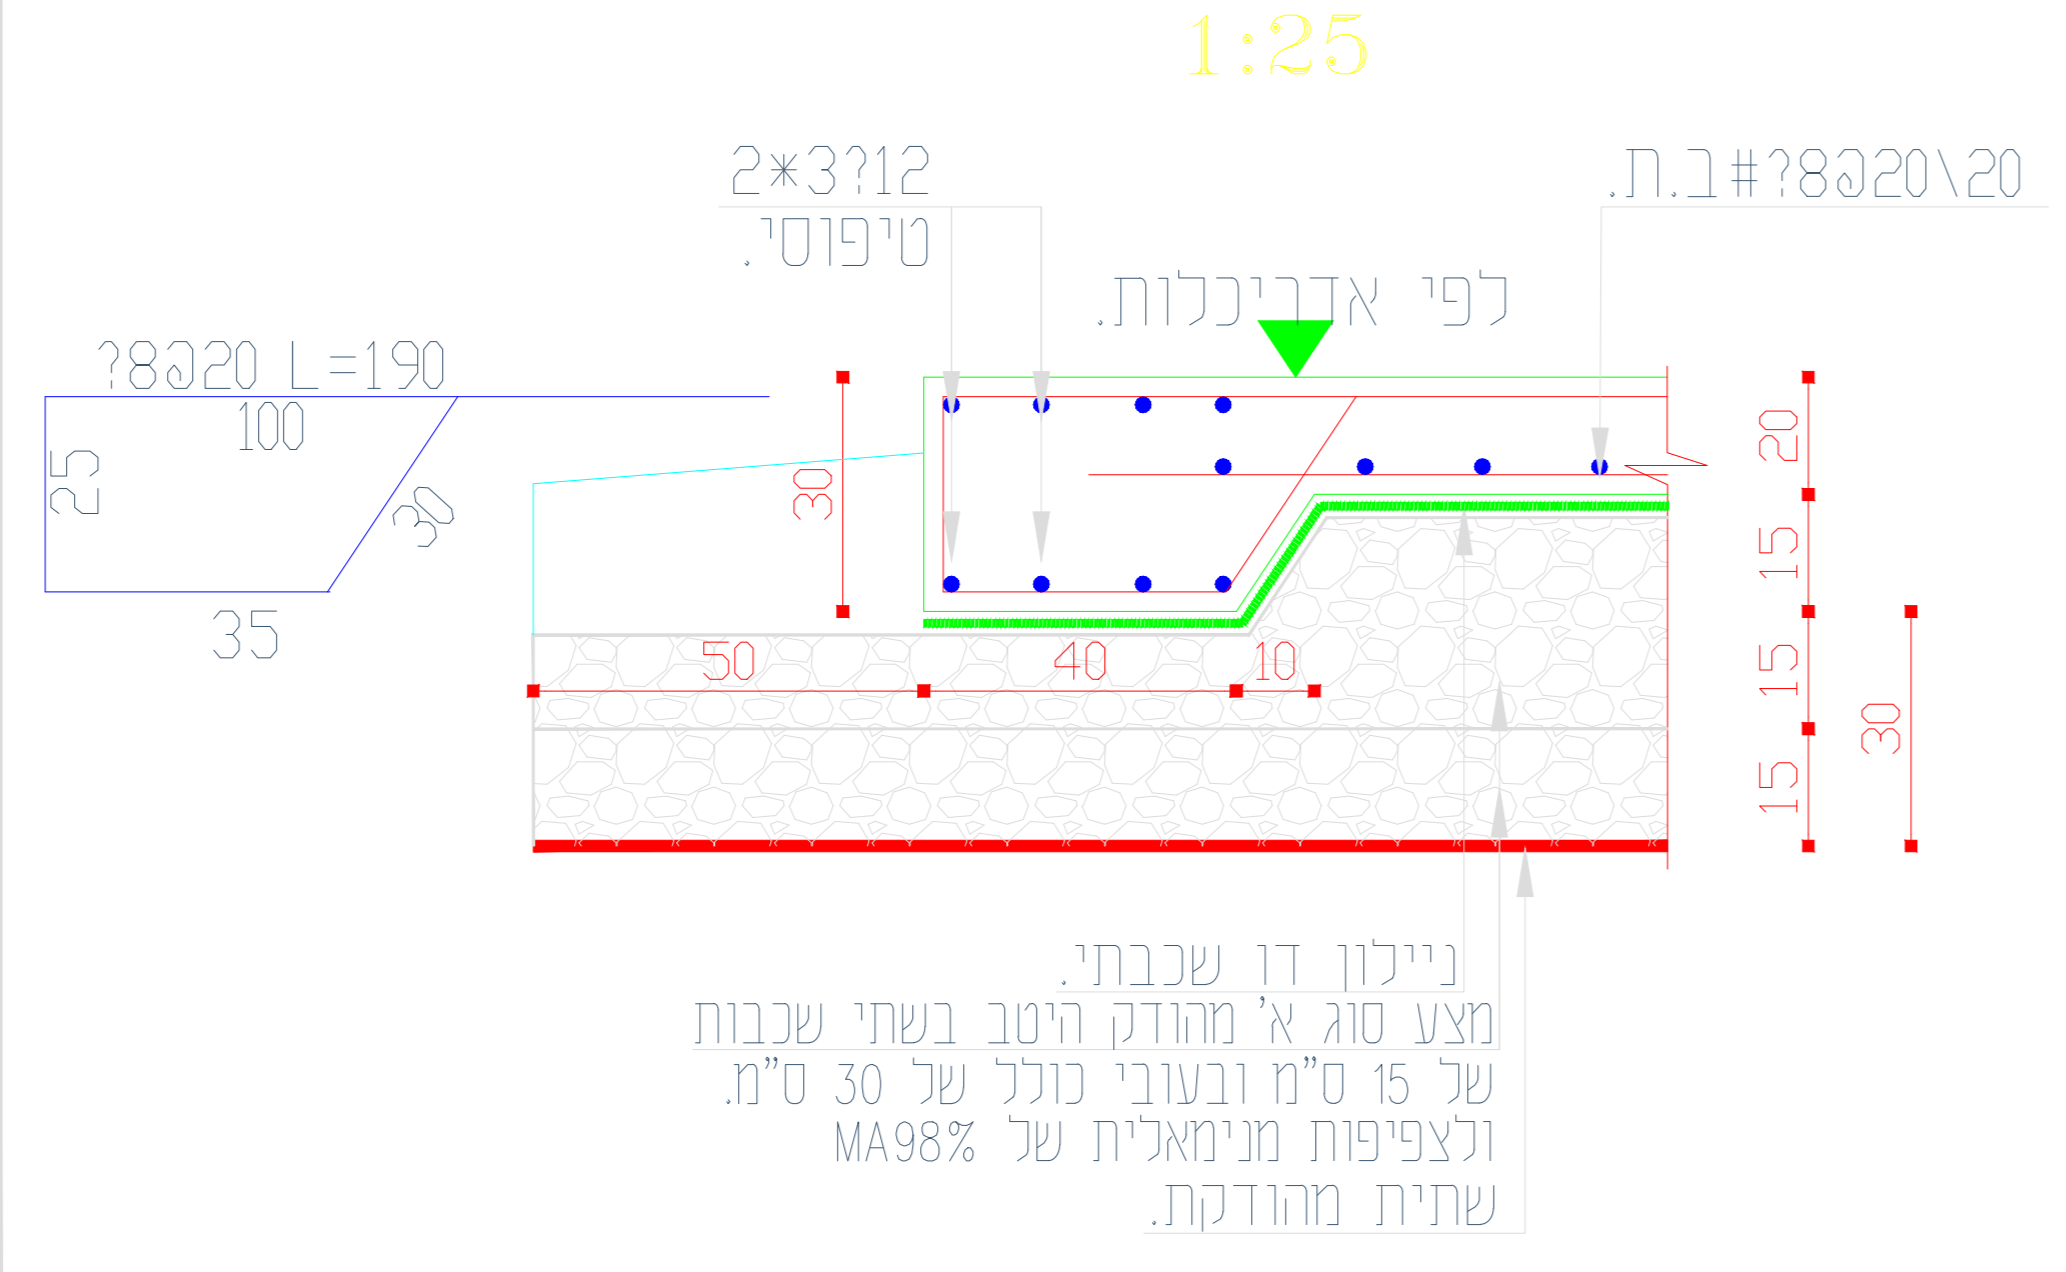 1:25
2*3?12
טיפוסי.
#?8@20\20 ב.ת.
לפי אדריכלות.
?8@20 L=190
100
25
30
35
30
20
15
15
15
30
50
40
10
ניילון דו שכבתי.
מצע סוג א' מהודק היטב בשתי שכבות
של 15 ס"מ ובעובי כולל של 30 ס"מ.
ולצפיפות מנימאלית של MA98%
שתית מהודקת.